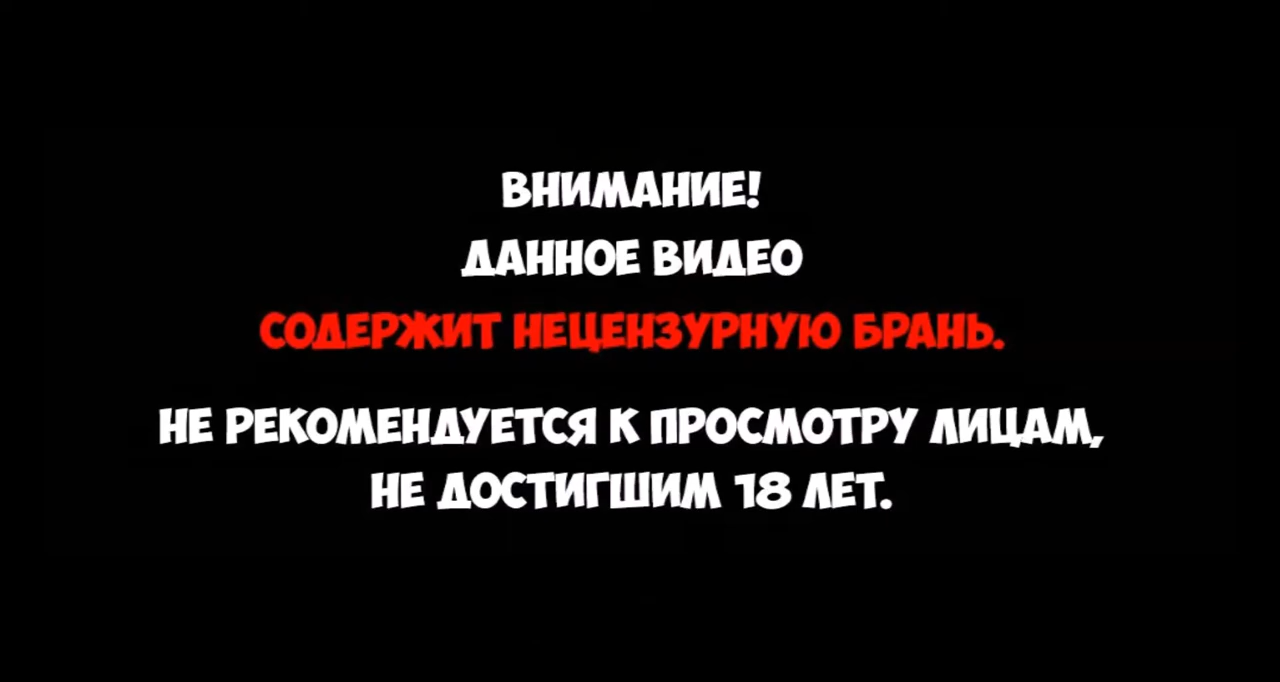 ВНИМАНИЕ!
ДАННОЕ ВИДЕО
СОДЕРЖИТ НЕЦЕНЗУРНУЮ БРАНЬ.
НЕ РЕКОМЕНДУЕТСЯ К ПРОСМОТРУ ЛИЦАМ,
НЕ ДОСТИГШИМ 18 ЛЕТ.